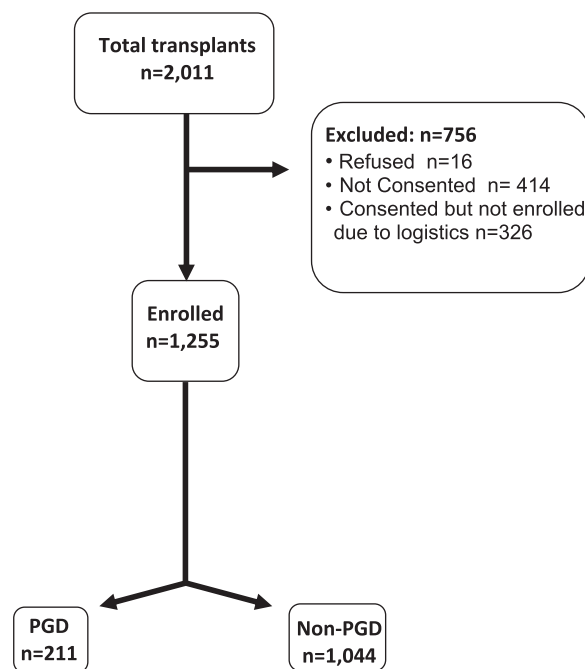 Total transplants
n=2,011
Excluded: n=756
• Refused n=16
• Not Consented n= 414
• Consented but not enrolled
due to logistics n=326
Enrolled
n=1,255
PGD
n=211
Non-PGD
n=1,044